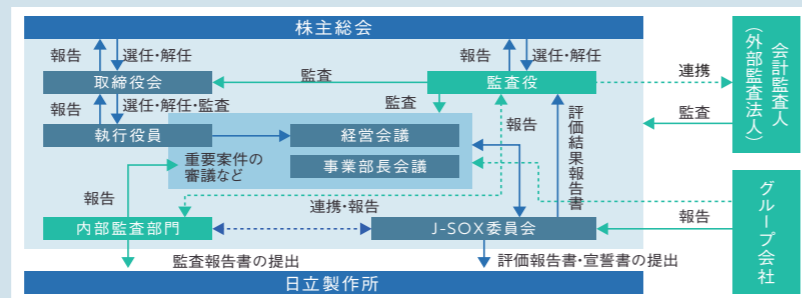 株主総会
報告
選任・解任
報告
選任・解任
取締役会
監査
監査役
連携
会計監査人
（外部監査法人）
報告
選任・解任・監査
監査
報告
評価結果報告書
監査
執行役員
経営会議
重要案件の
審議など
事業部長会議
報告
連携・報告
報告
グループ会社
内部監査部門
J-SOX委員会
監査報告書の提出
評価報告書・宣誓書の提出
日立製作所